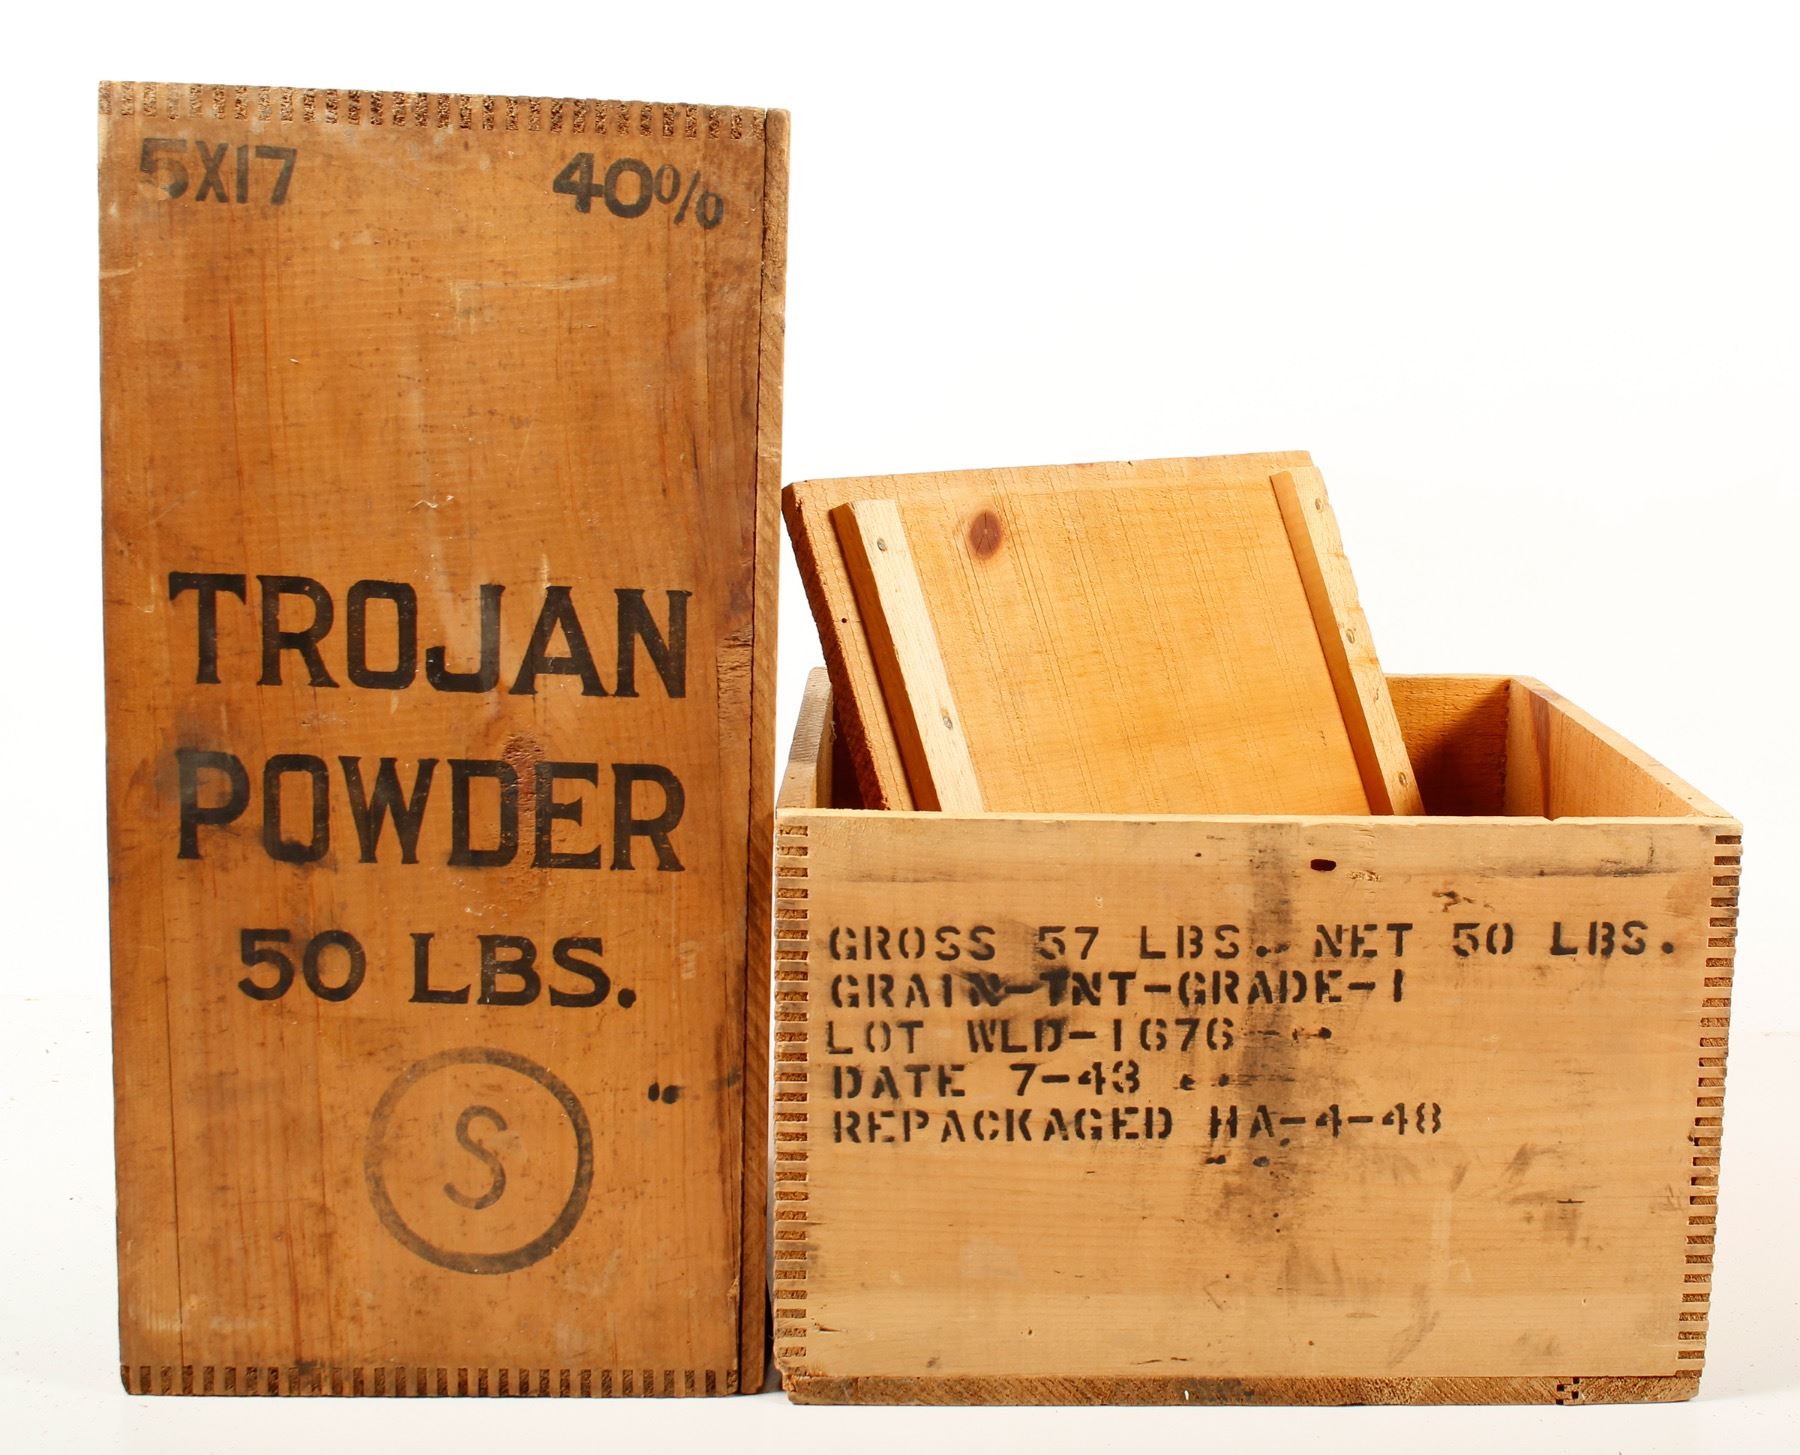 5X17 40%
TROJAN
POWDER
50 LBS.
S
GROSS 57 LBS. NET 50 LBS.
GRAIN-TNT-GRADE-1
LOT WLD-1676
DATE 7-43
REPACKAGED HA-4-48